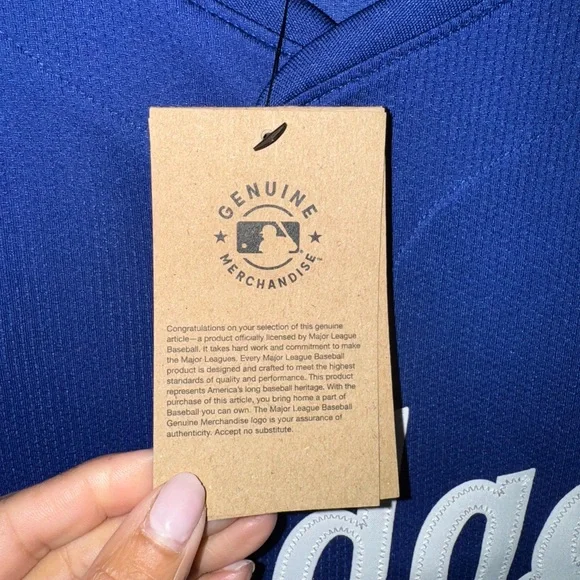 GENUINE
MERCHANDISE
Congratulations on your selection of this genuine
article—a product officially licensed by Major League
Baseball. It takes hard work and commitment to make
the Major Leagues. Every Major League Baseball
product is designed and crafted to meet the highest
standards of quality and performance. This product
represents America's long baseball heritage. With the
purchase of this article, you bring home a part of
Baseball you can own. The Major League Baseball
Genuine Merchandise logo is your assurance of
authenticity. Accept no substitute.